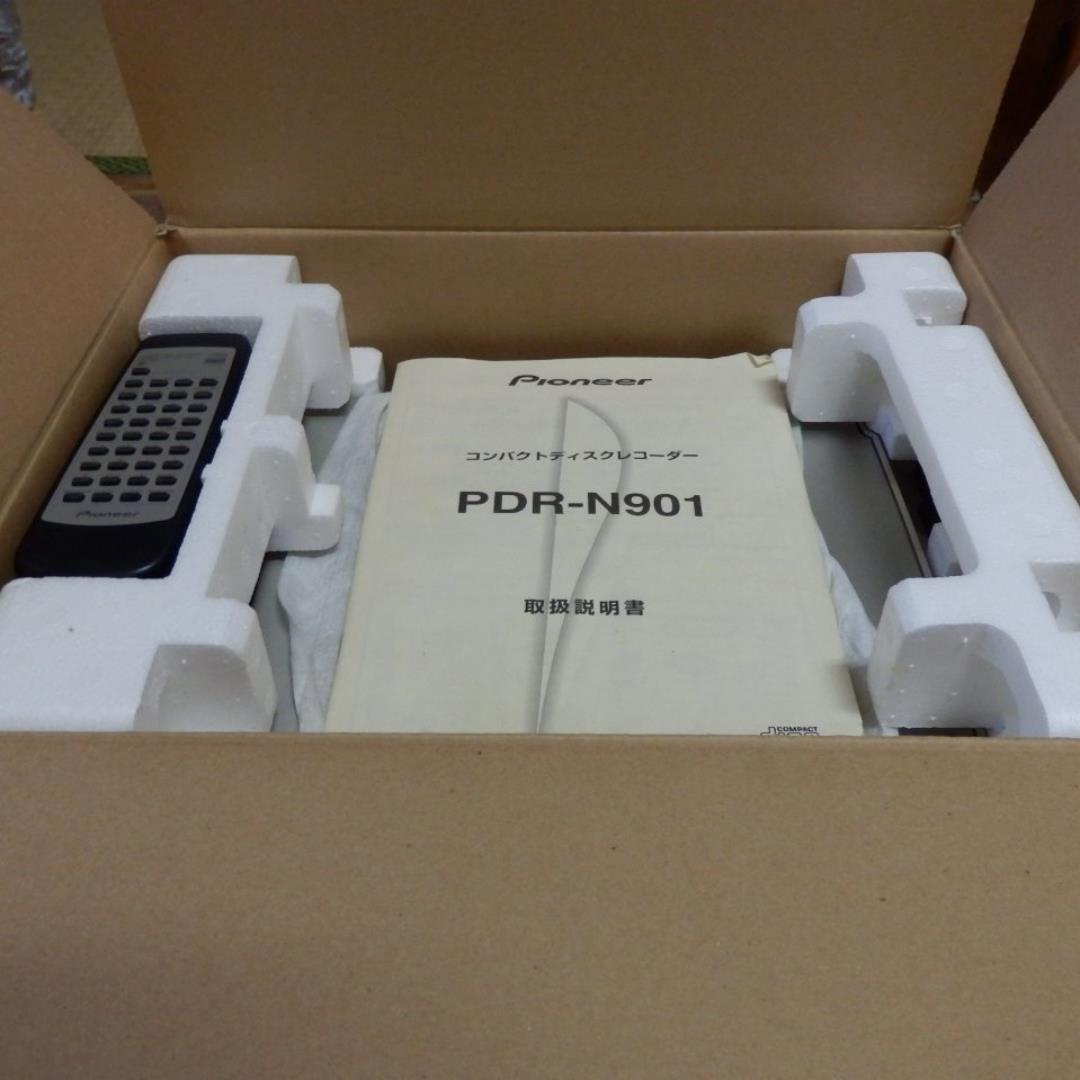 Pioneer
コンパクトディスクレコーダー
PDR-N901
取扱説明書
COMPACT
Pioneer